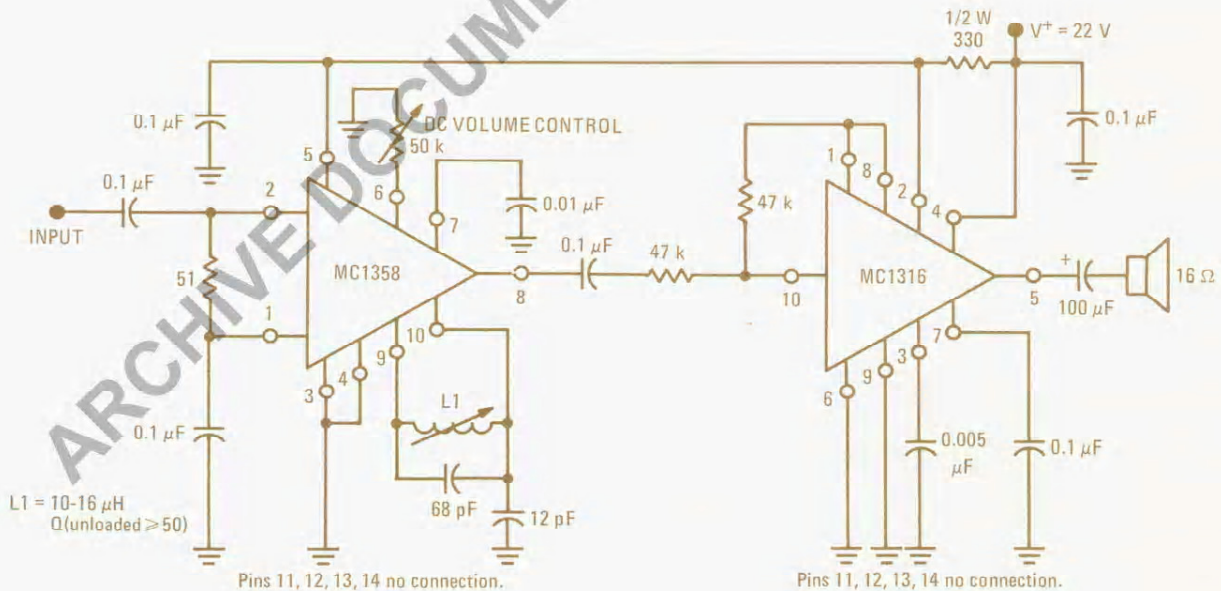 ARCHIVE DOCUME
1/2 W
330
V+ = 22 V
0.1 µF
5
DC VOLUME CONTROL
50 k
6
7
0.01 µF
0.1 µF
0.1 µF
2
INPUT
51
1
MC1358
8
0.1 µF
47 k
47 k
1
8
2
4
10
MC1316
5
+
100 µF
16 Ω
3
4
9
10
L1
68 pF
12 pF
0.1 µF
6
9
3
7
0.005
µF
0.1 µF
L1 = 10-16 µH
Q(unloaded ≥ 50)
Pins 11, 12, 13, 14 no connection.
Pins 11, 12, 13, 14 no connection.